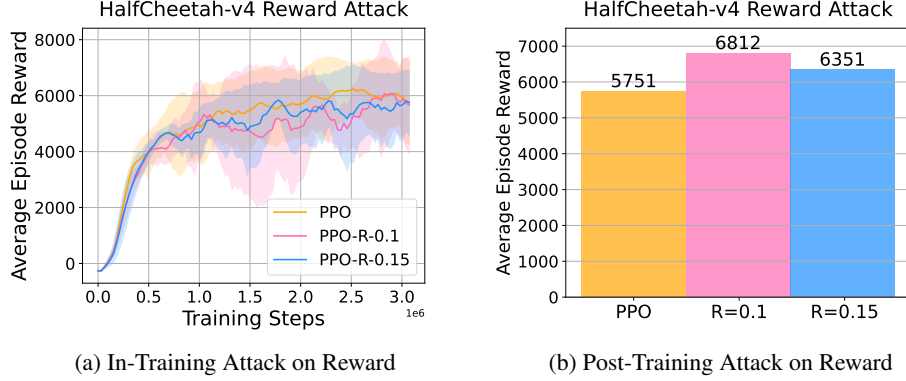 HalfCheetah-v4 Reward Attack
Average Episode Reward
8000
6000
4000
2000
0
PPO
PPO-R-0.1
PPO-R-0.15
0.0 0.5 1.0 1.5 2.0 2.5 3.0
1e6
Training Steps
(a) In-Training Attack on Reward
HalfCheetah-v4 Reward Attack
Average Episode Reward
7000
6000
5000
4000
3000
2000
1000
0
5751
6812
6351
PPO R=0.1 R=0.15
(b) Post-Training Attack on Reward